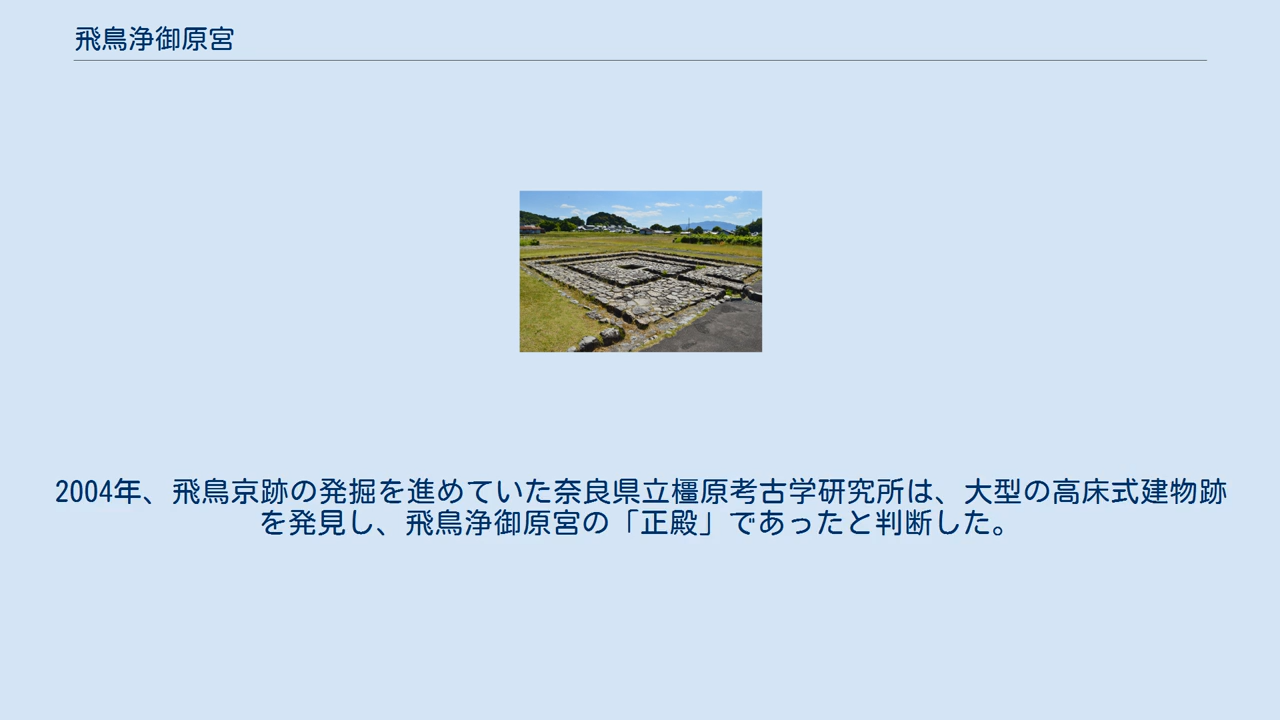 飛鳥浄御原宮
2004年、飛鳥京跡の発掘を進めていた奈良県立橿原考古学研究所は、大型の高床式建物跡
を発見し、飛鳥浄御原宮の「正殿」であったと判断した。